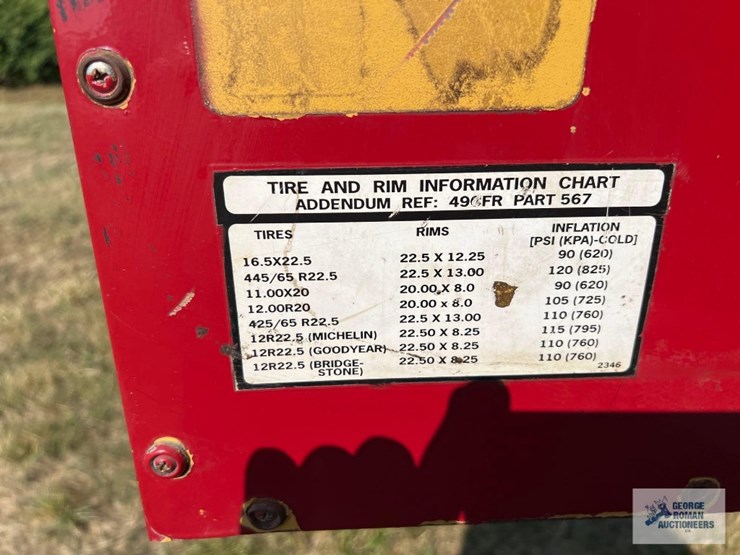 TIRE AND RIM INFORMATION CHART
ADDENDUM REF: 49CFR PART 567
TIRES RIMS INFLATION
[PSI (KPA)-COLD]
16.5X22.5 22.5 X 12.25 90 (620)
445/65 R22.5 22.5 X 13.00 120 (825)
11.00X20 20.00 X 8.0 90 (620)
12.00R20 20.00 x 8.0 105 (725)
425/65 R22.5 22.5 X 13.00 110 (760)
12R22.5 (MICHELIN) 22.50 X 8.25 115 (795)
12R22.5 (GOODYEAR) 22.50 X 8.25 110 (760)
12R22.5 (BRIDGE- 22.50 X 8.25 110 (760)
STONE) 2346
GEORGE
ROMAN
AUCTIONEERS